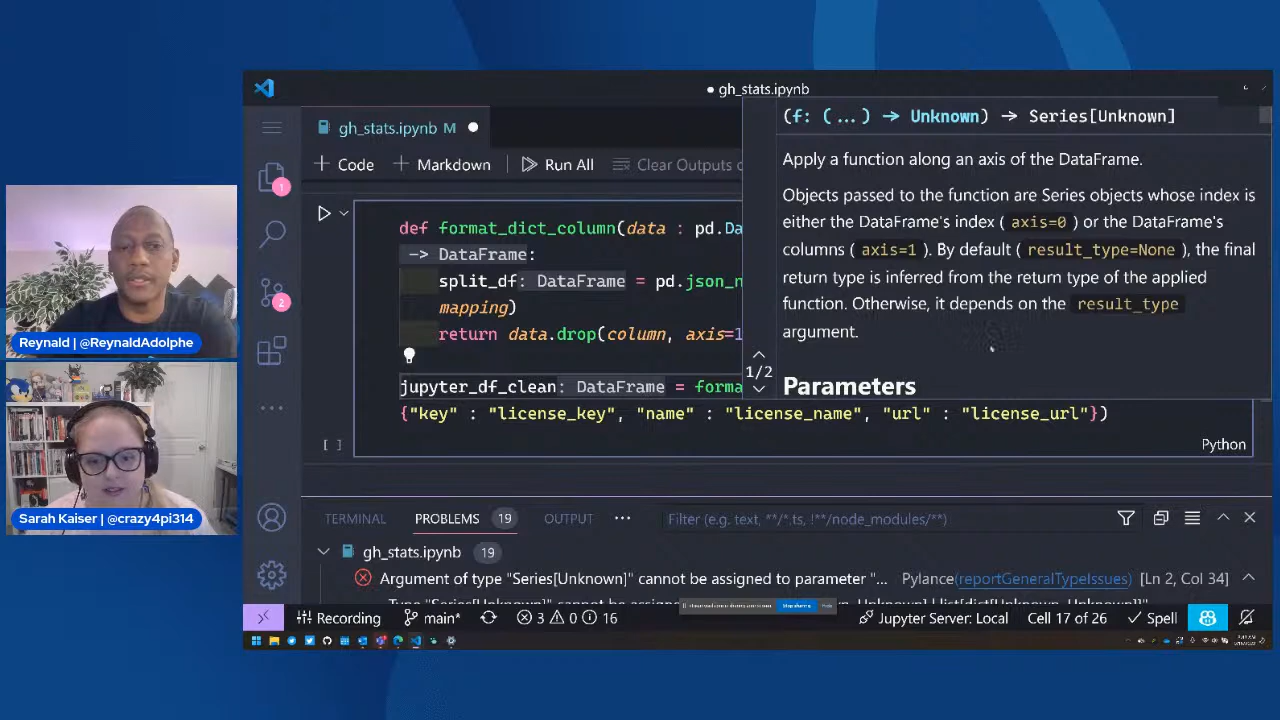 gh_stats.ipynb
gh_stats.ipynb M
Code
Markdown
Run All
Clear Outputs o
1
2
(f: (...) → Unknown) → Series[Unknown]
Apply a function along an axis of the DataFrame.
Objects passed to the function are Series objects whose index is
either the DataFrame's index ( axis=0 ) or the DataFrame's
columns ( axis=1 ). By default ( result_type=None ), the final
return type is inferred from the return type of the applied
function. Otherwise, it depends on the result_type
argument.
1/2
Parameters
def format_dict_column(data : pd.Da
-> DataFrame:
split_df: DataFrame = pd.json_n
mapping)
return data.drop(column, axis=1
jupyter_df_clean: DataFrame = forma
{"key" : "license_key", "name" : "license_name", "url" : "license_url"})
[ ]
Python
Reynald | @ReynaldAdolphe
Sarah Kaiser | @crazy4pi314
TERMINAL
PROBLEMS 19
OUTPUT
Filter (e.g. text, **/*.ts, !**/node_modules/**)
gh_stats.ipynb 19
Argument of type "Series[Unknown]" cannot be assigned to parameter "... Pylance(reportGeneralTypeIssues) [Ln 2, Col 34]
Recording
main*
3 0 16
Jupyter Server: Local
Cell 17 of 26
Spell